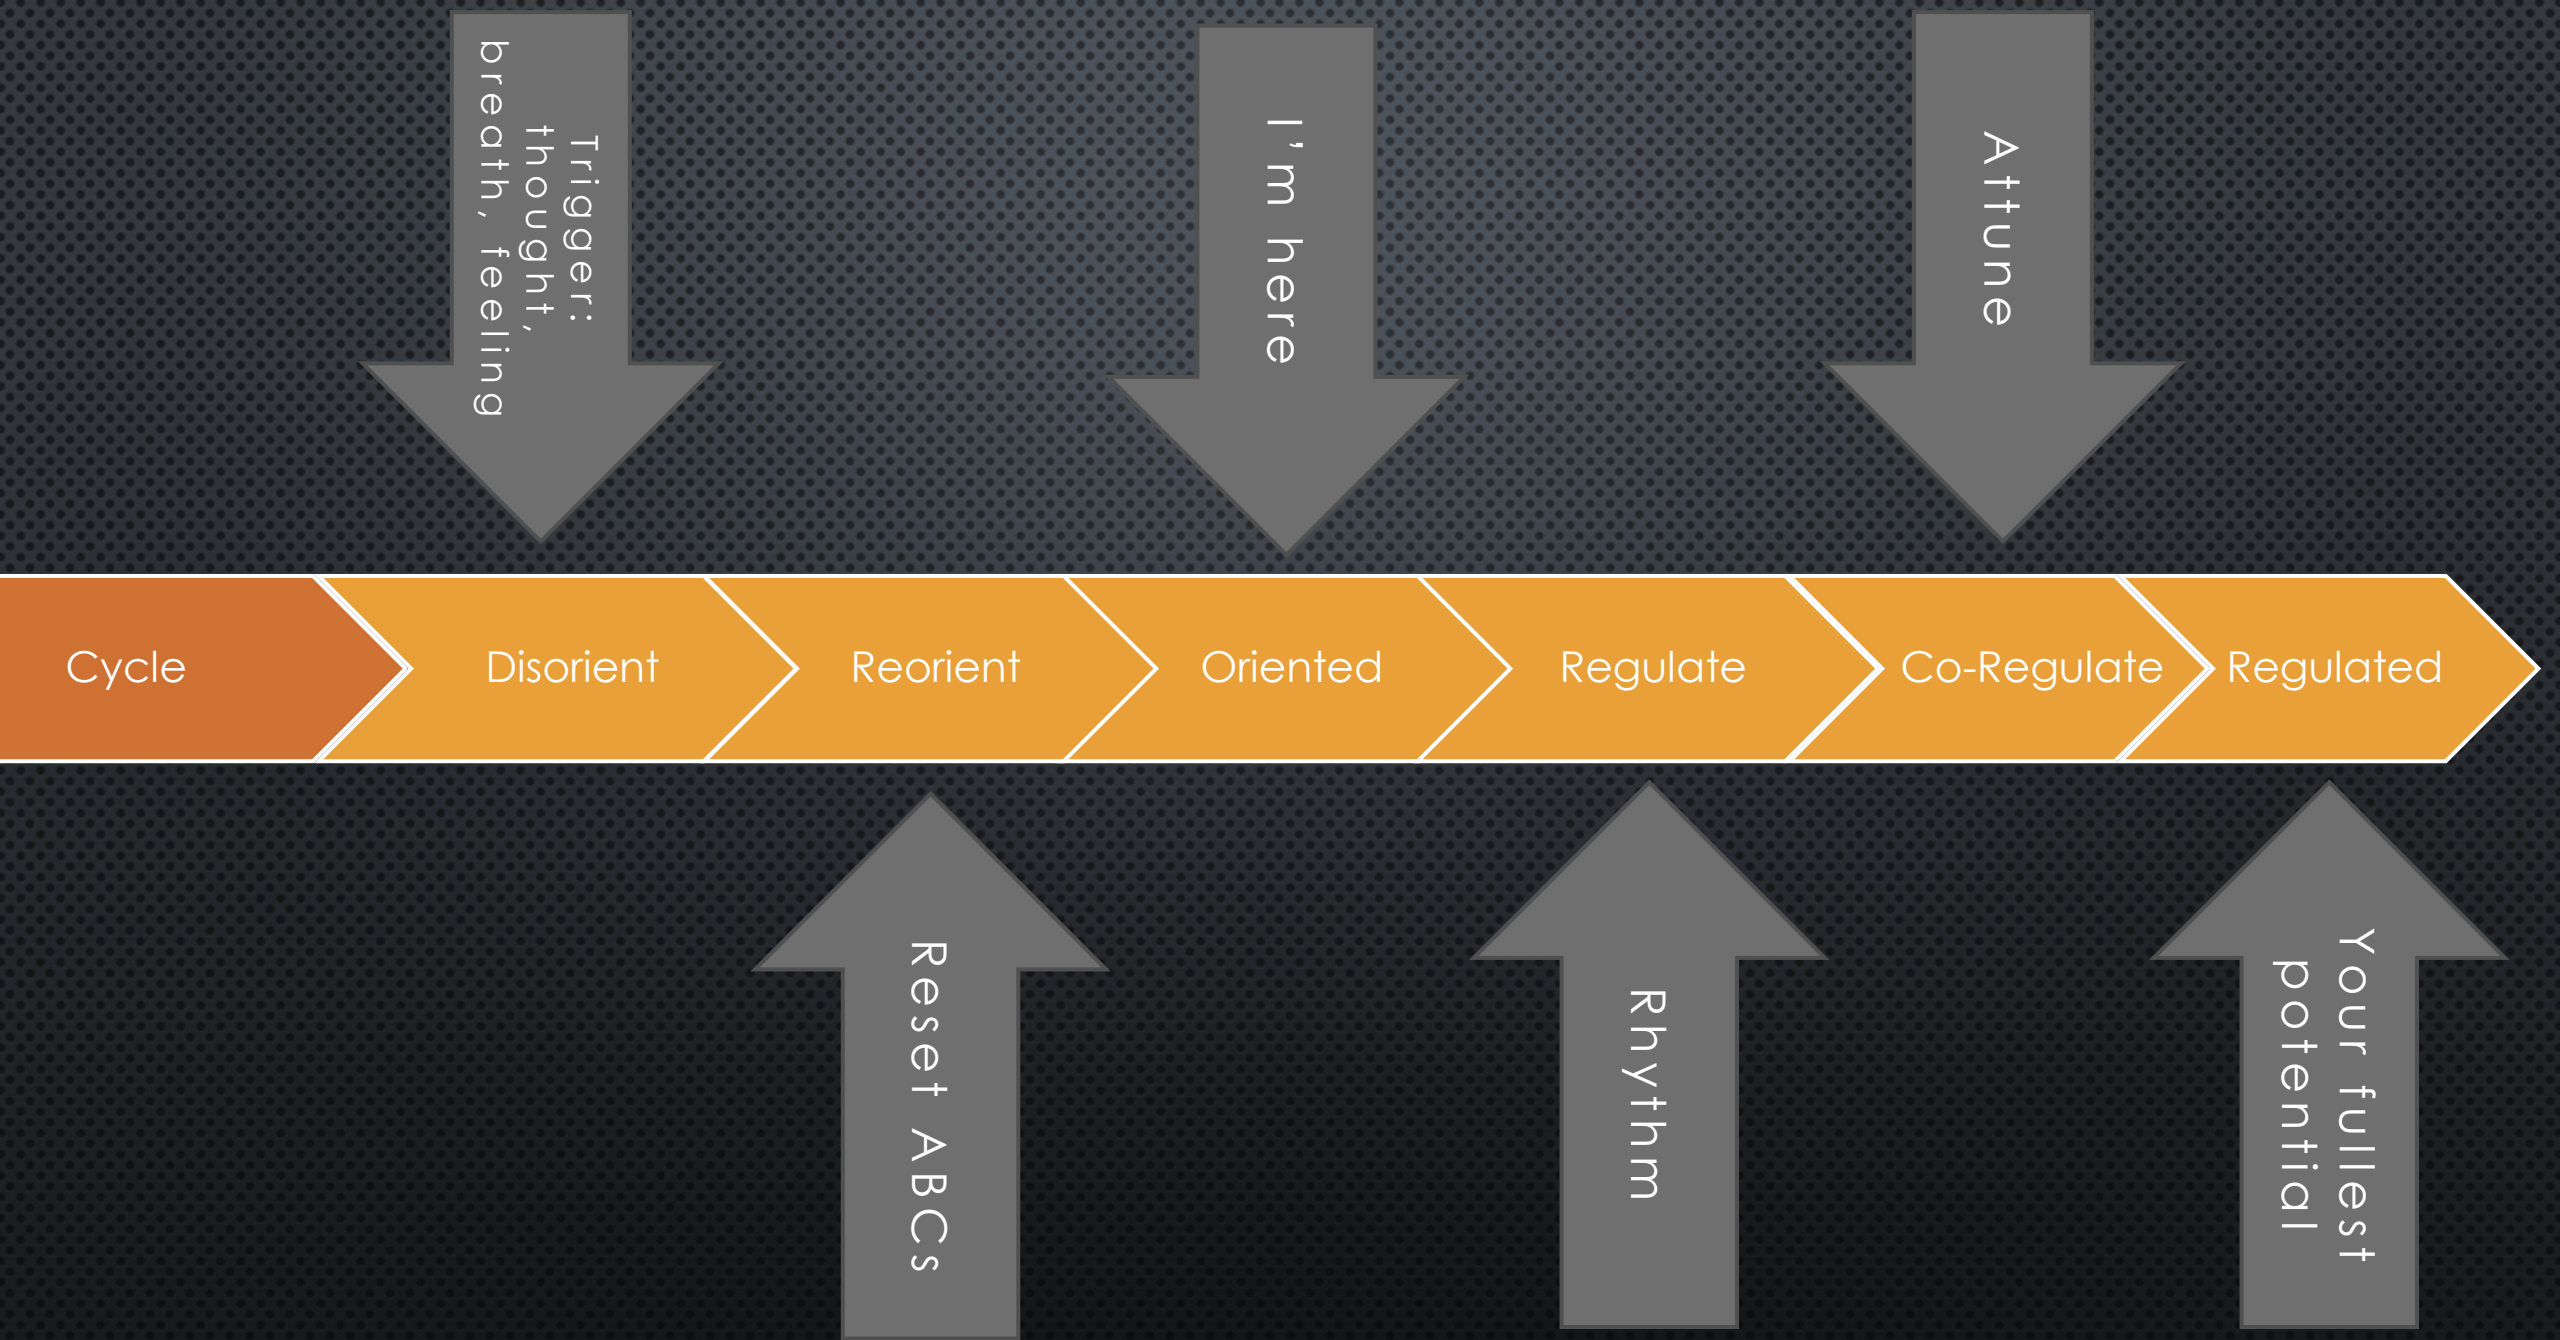 Trigger:
thought,
breath, feeling
I’m here
Attune
Cycle
Disorient
Reorient
Oriented
Regulate
Co-Regulate
Regulated
Reset ABCs
Rhythm
Your fullest
potential